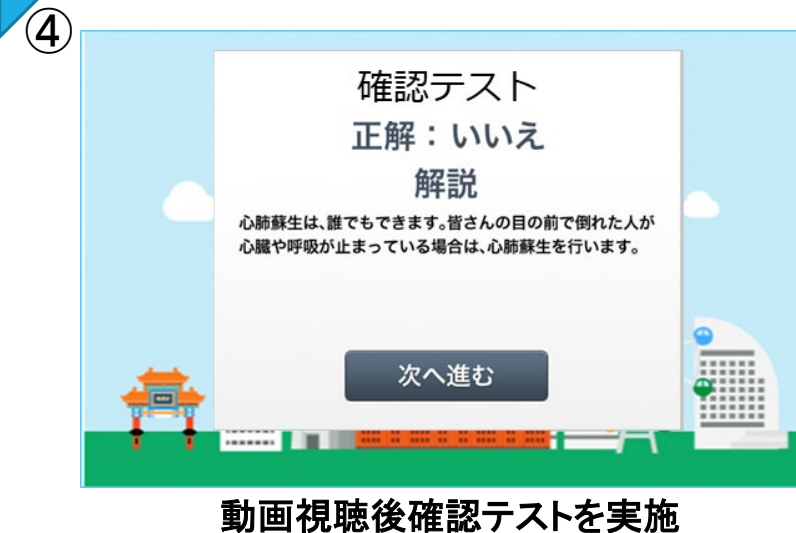 ④
確認テスト
正解：いいえ
解説
心肺蘇生は、誰でもできます。皆さんの目の前で倒れた人が
心臓や呼吸が止まっている場合は、心肺蘇生を行います。
次へ進む
動画視聴後確認テストを実施